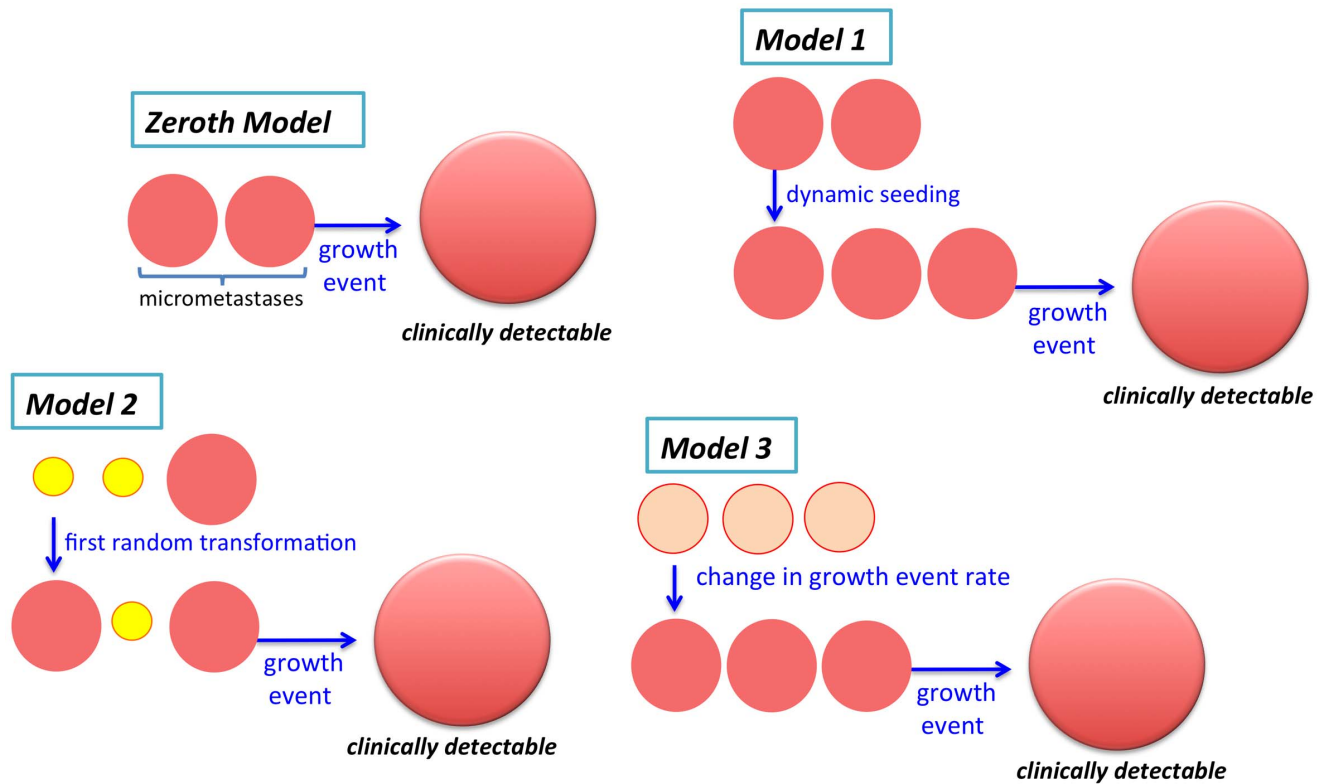 Zeroth Model
growth
event
micrometastases
clinically detectable
Model 1
dynamic seeding
growth
event
clinically detectable
Model 2
first random transformation
growth
event
clinically detectable
Model 3
change in growth event rate
growth
event
clinically detectable